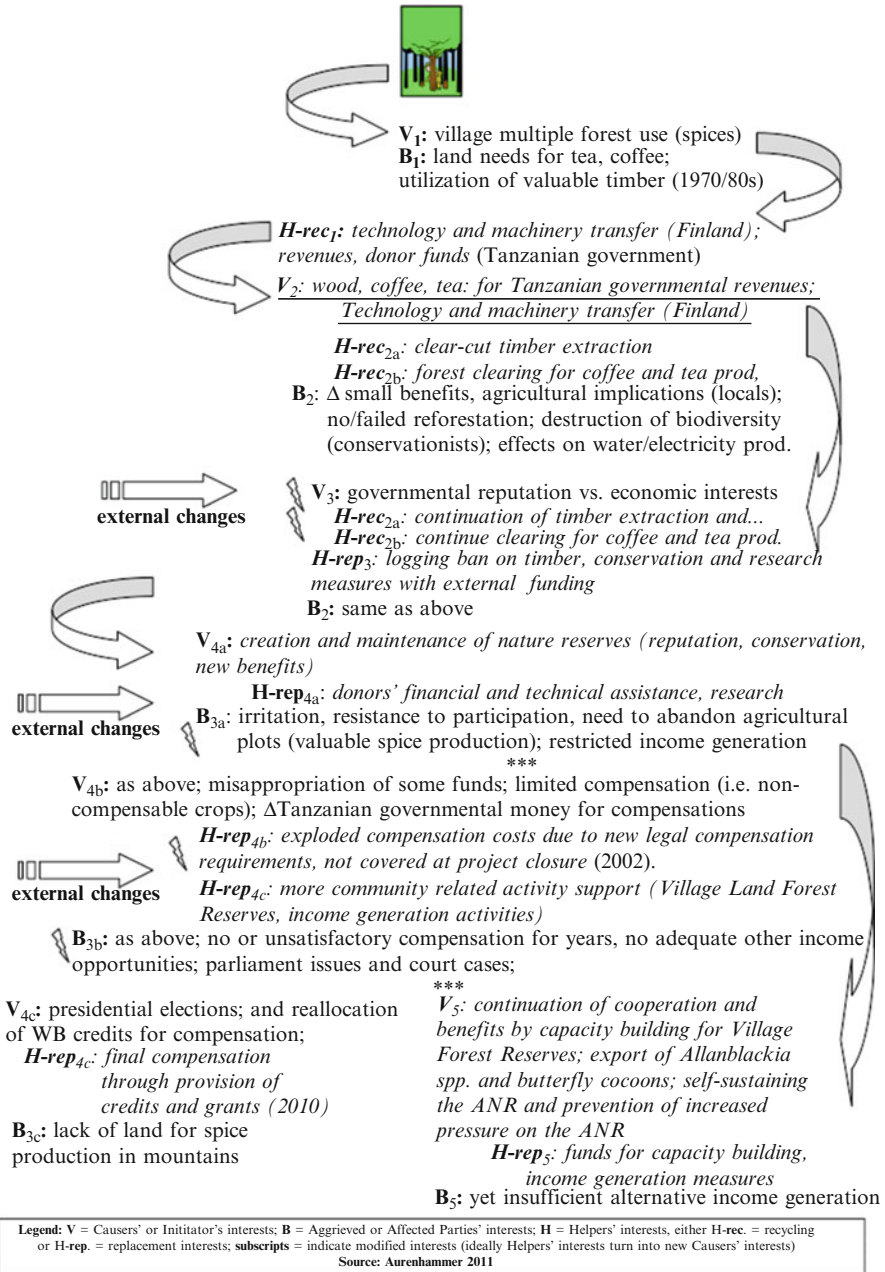 V₁: village multiple forest use (spices)
B₁: land needs for tea, coffee;
utilization of valuable timber (1970/80s)
H-rec₁: technology and machinery transfer (Finland);
revenues, donor funds (Tanzanian government)
V₂: wood, coffee, tea: for Tanzanian governmental revenues;
Technology and machinery transfer (Finland)
H-rec₂ₐ: clear-cut timber extraction
H-rec2b: forest clearing for coffee and tea prod,
B₂: Δ small benefits, agricultural implications (locals);
no/failed reforestation; destruction of biodiversity
(conservationists); effects on water/electricity prod.
external changes
V₃: governmental reputation vs. economic interests
H-rec₂ₐ: continuation of timber extraction and...
H-rec2b: continue clearing for coffee and tea prod.
H-rep₃: logging ban on timber, conservation and research
measures with external funding
B₂: same as above
V₄ₐ: creation and maintenance of nature reserves (reputation, conservation,
new benefits)
H-rep₄ₐ: donors' financial and technical assistance, research
external changes
B₃ₐ: irritation, resistance to participation, need to abandon agricultural
plots (valuable spice production); restricted income generation
***
V4b: as above; misappropriation of some funds; limited compensation (i.e. non-
compensable crops); ΔTanzanian governmental money for compensations
H-rep4b: exploded compensation costs due to new legal compensation
requirements, not covered at project closure (2002).
external changes
H-rep4c: more community related activity support (Village Land Forest
Reserves, income generation activities)
B3b: as above; no or unsatisfactory compensation for years, no adequate other income
opportunities; parliament issues and court cases;
***
V4c: presidential elections; and reallocation
of WB credits for compensation;
H-rep4c: final compensation
through provision of
credits and grants (2010)
B3c: lack of land for spice
production in mountains
V₅: continuation of cooperation and
benefits by capacity building for Village
Forest Reserves; export of Allanblackia
spp. and butterfly cocoons; self-sustaining
the ANR and prevention of increased
pressure on the ANR
H-rep₅: funds for capacity building,
income generation measures
B₅: yet insufficient alternative income generation
Legend: V = Causers' or Inititator's interests; B = Aggrieved or Affected Parties' interests; H = Helpers' interests, either H-rec. = recycling
or H-rep. = replacement interests; subscripts = indicate modified interests (ideally Helpers' interests turn into new Causers' interests)
Source: Aurenhammer 2011